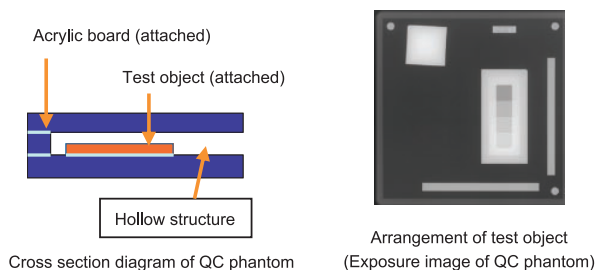 Acrylic board (attached)
Test object (attached)
Hollow structure
Cross section diagram of QC phantom
Arrangement of test object
(Exposure image of QC phantom)